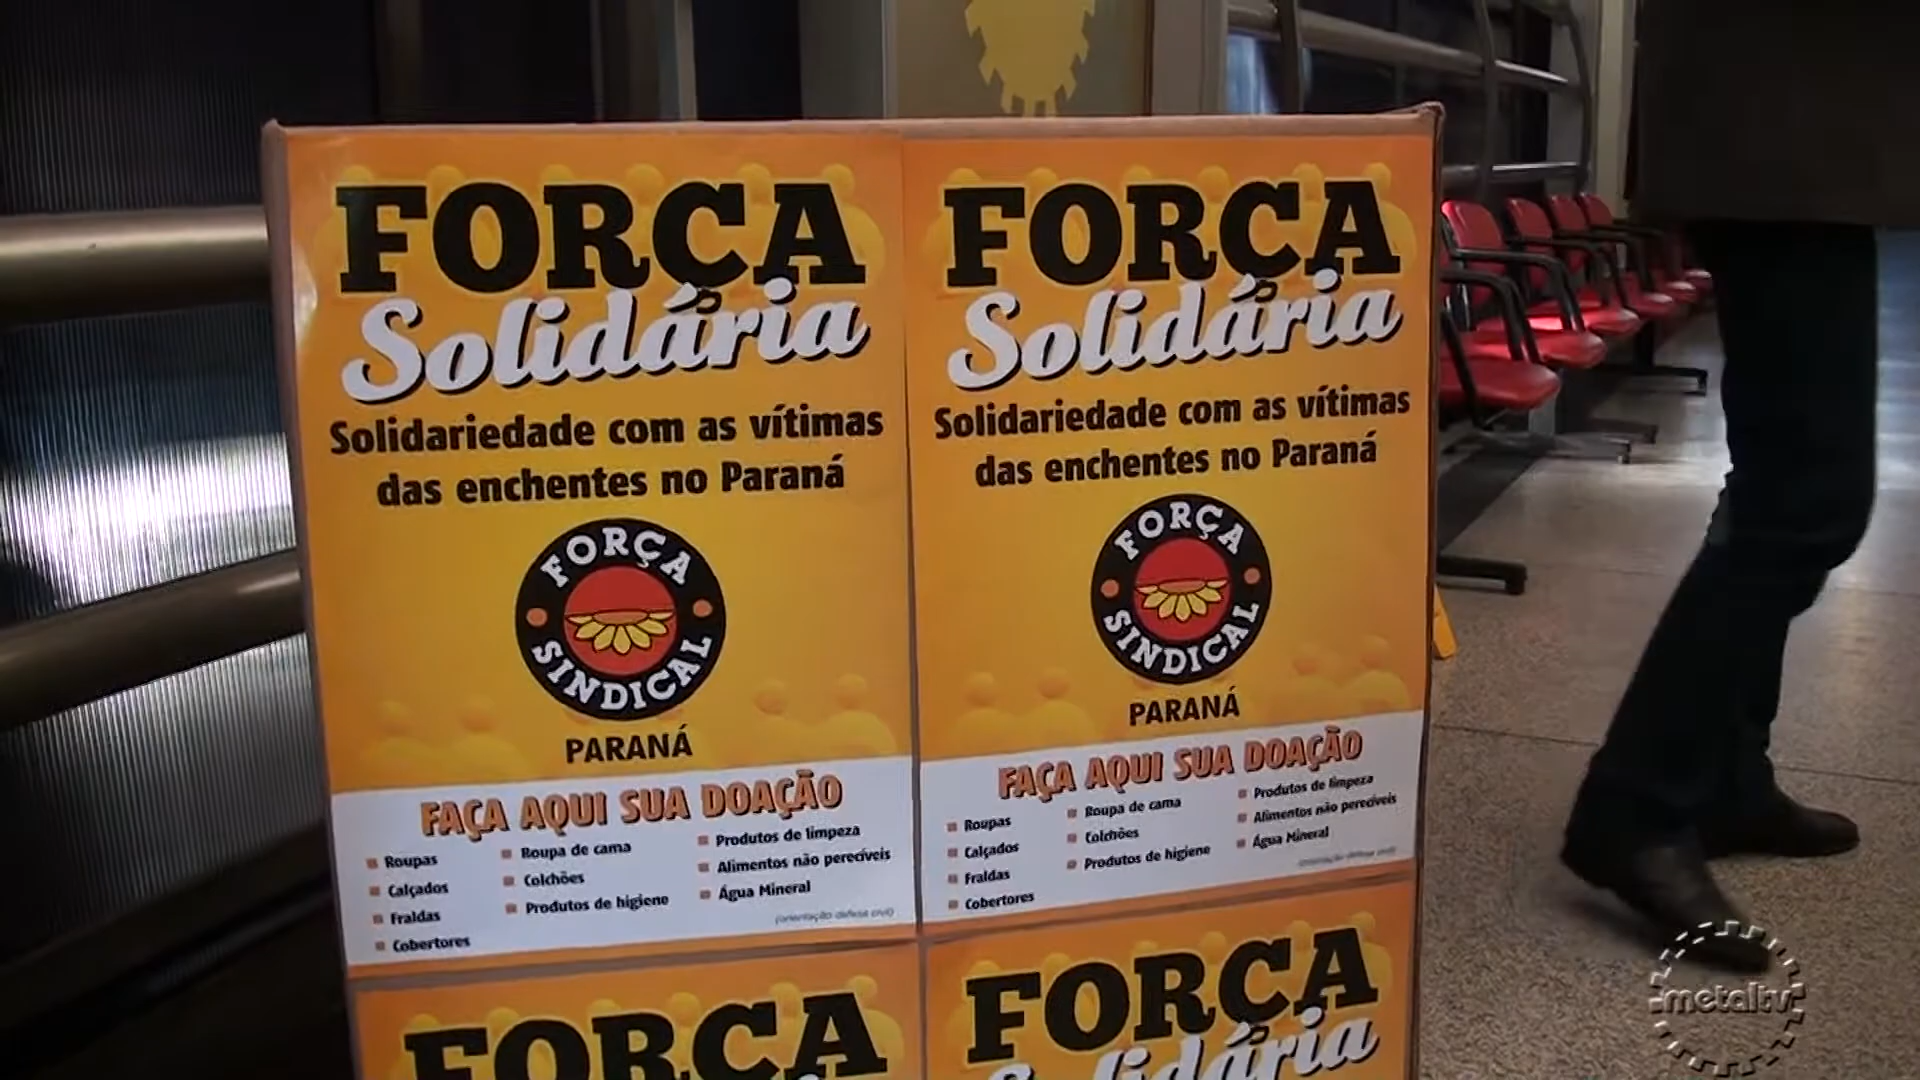 FORÇA
Solidária
Solidariedade com as vítimas
das enchentes no Paraná
FORÇA
SINDICAL
PARANÁ
FAÇA AQUI SUA DOAÇÃO
Roupas
Calçados
Fraldas
Cobertores
Roupa de cama
Colchões
Produtos de higiene
Produtos de limpeza
Alimentos não perecíveis
Água Mineral
(orientação defesa civil)
FORÇA
Solidária
Solidariedade com as vítimas
das enchentes no Paraná
FORÇA
SINDICAL
PARANÁ
FAÇA AQUI SUA DOAÇÃO
Roupas
Calçados
Fraldas
Cobertores
Roupa de cama
Colchões
Produtos de higiene
Produtos de limpeza
Alimentos não perecíveis
Água Mineral
(orientação defesa civil)
FORÇA
FORÇA
Solidária
metaltv